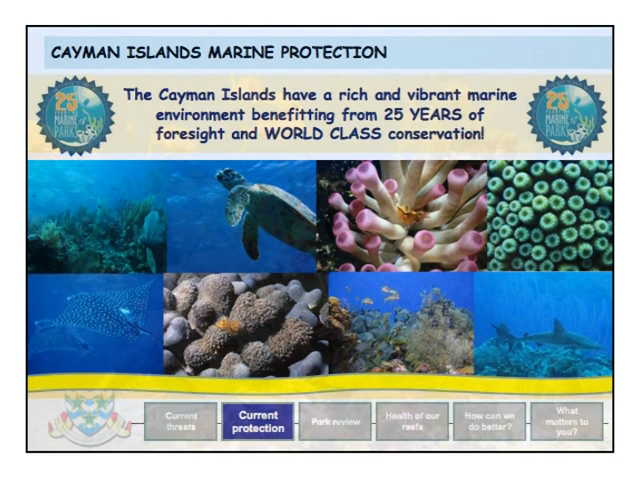 CAYMAN ISLANDS MARINE PROTECTION
The Cayman Islands have a rich and vibrant marine
environment benefitting from 25 YEARS of
foresight and WORLD CLASS conservation!
25
MARINE
PARKS
25
MARINE
PARKS
Current
threats
Current
protection
Park review
Health of our
reefs
How can we
do better?
What
matters to
you?